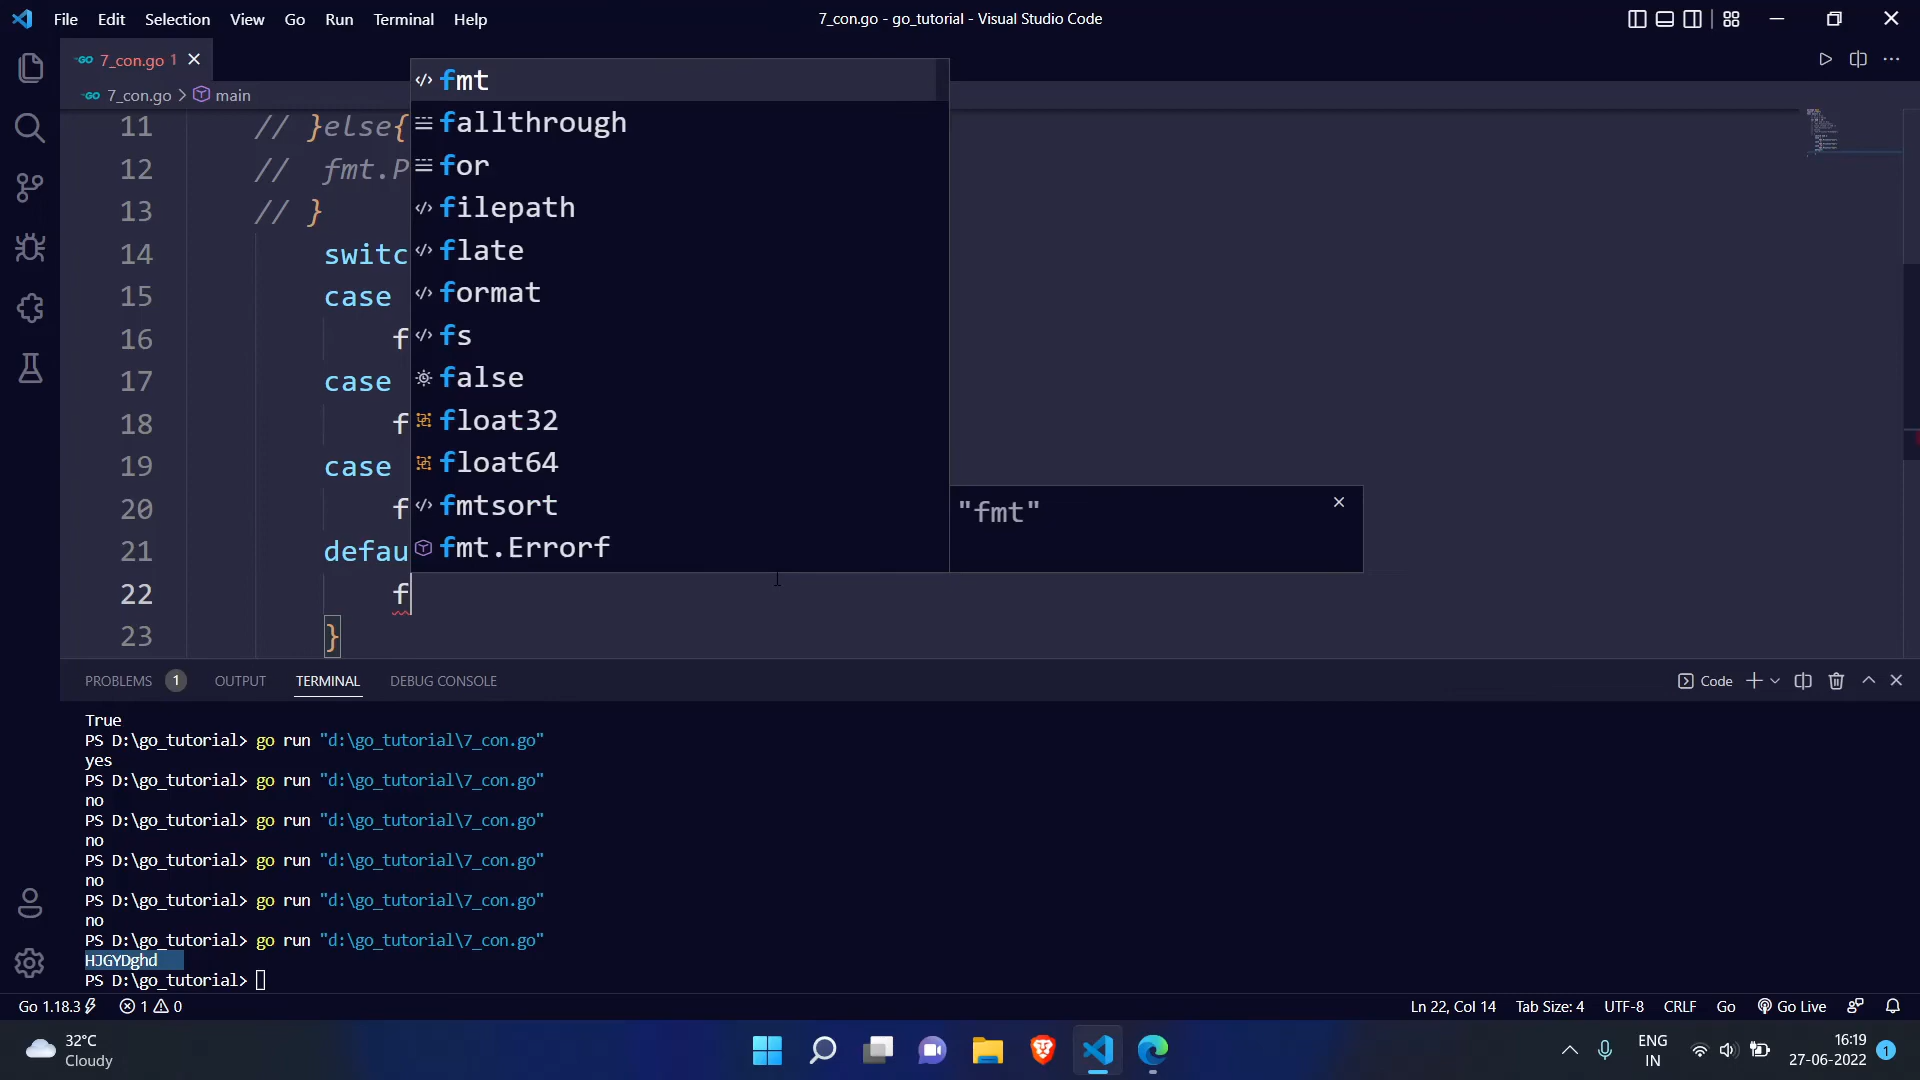 File Edit Selection View Go Run Terminal Help
7_con.go - go_tutorial - Visual Studio Code
GO 7_con.go 1
GO 7_con.go > main
11 // }else{
12 // fmt.P
13 // }
14 switc
15 case
16 f
17 case
18 f
19 case
20 f
21 defau
22 f
23 }
fmt
fallthrough
for
filepath
flate
format
fs
false
float32
float64
fmtsort
fmt.Errorf
"fmt"
PROBLEMS 1 OUTPUT TERMINAL DEBUG CONSOLE
Code
True
PS D:\go_tutorial> go run "d:\go_tutorial\7_con.go"
yes
PS D:\go_tutorial> go run "d:\go_tutorial\7_con.go"
no
PS D:\go_tutorial> go run "d:\go_tutorial\7_con.go"
no
PS D:\go_tutorial> go run "d:\go_tutorial\7_con.go"
no
PS D:\go_tutorial> go run "d:\go_tutorial\7_con.go"
no
PS D:\go_tutorial> go run "d:\go_tutorial\7_con.go"
HJGYDghd
PS D:\go_tutorial>
Go 1.18.3 1 0
Ln 22, Col 14 Tab Size: 4 UTF-8 CRLF Go Go Live
32°C
Cloudy
ENG
IN
16:19
27-06-2022
1